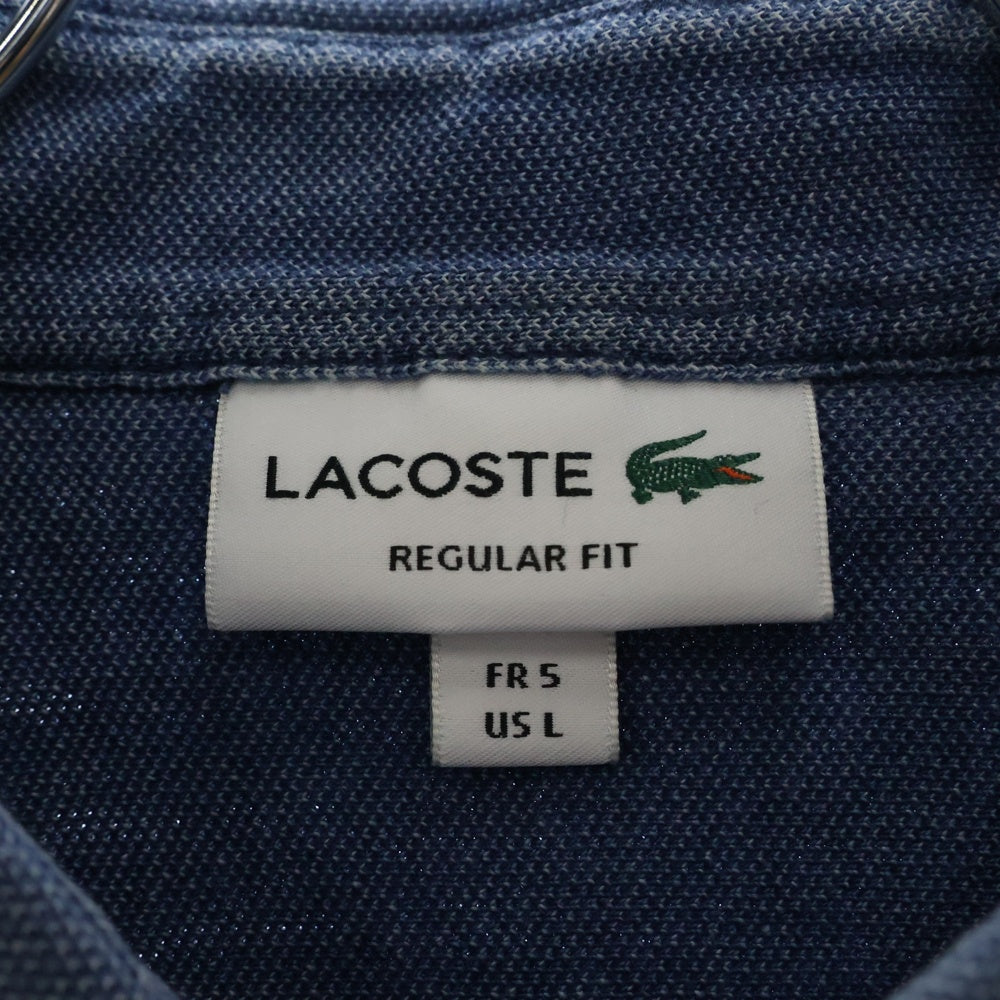 LACOSTE
REGULAR FIT
FR 5
US L